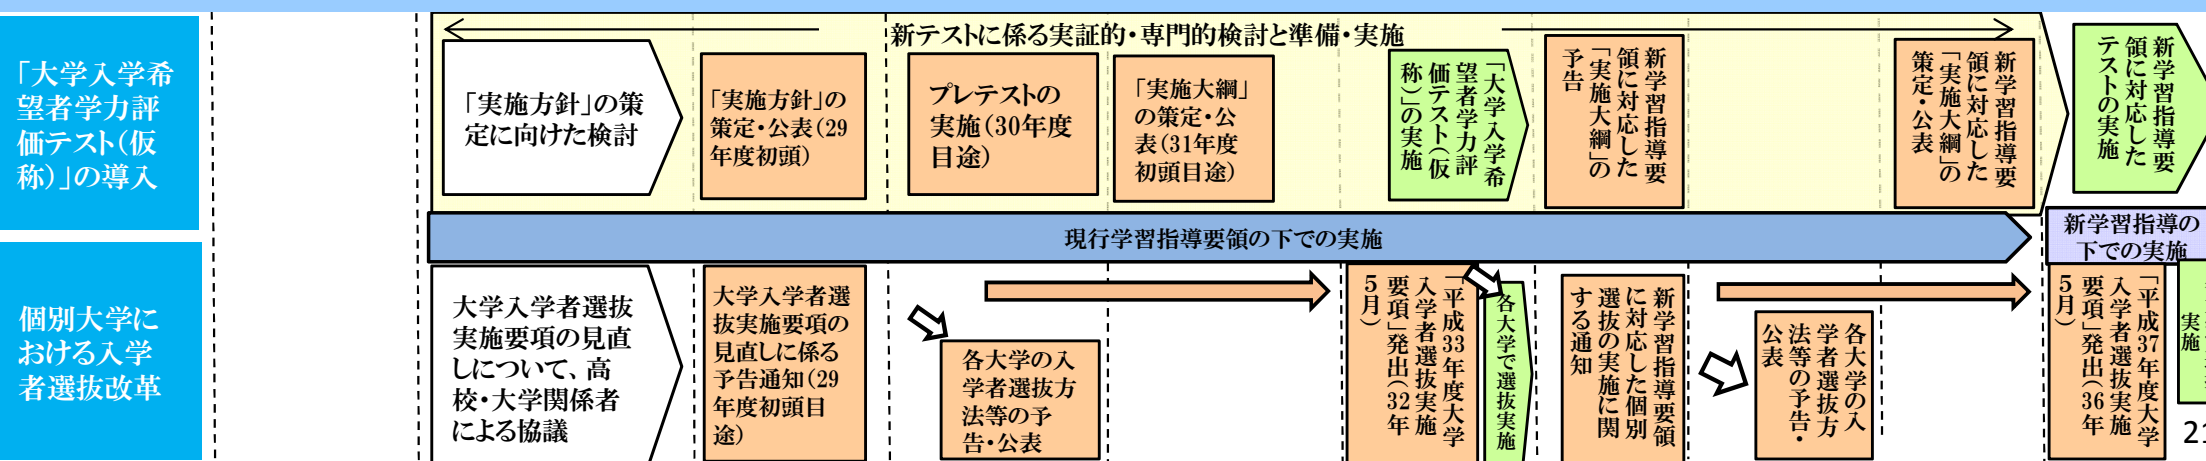 「大学入学希
望者学力評
価テスト(仮
称)」の導入
新テストに係る実証的・専門的検討と準備・実施
「実施方針」の策
定に向けた検討
「実施方針」の
策定・公表(29
年度初頭)
プレテストの
実施(30年度
目途)
「実施大綱」
の策定・公
表(31年度
初頭目途)
「大学入学希
望者学力評
価テスト(仮
称)」の実施
新学習指導要
領に対応した
「実施大綱」の
予告
新学習指導要
領に対応した
「実施大綱」の
策定・公表
新学習指導要
領に対応した
テストの実施
現行学習指導要領の下での実施
新学習指導の
下での実施
個別大学に
おける入学
者選抜改革
大学入学者選抜
実施要項の見直
しについて、高
校・大学関係者
による協議
大学入学者選
抜実施要項の
見直しに係る
予告通知(29
年度初頭目
途)
各大学の入
学者選抜方
法等の予
告・公表
「平成33年度大学
入学者選抜実施
要項」発出(32年
5月)
各大学で選抜実施
新学習指導要領
に対応した個別
選抜の実施に関
する通知
各大学の入
学者選抜方
法等の予告・
公表
「平成37年度大学
入学者選抜実施
要項」発出(36年
5月)
実施